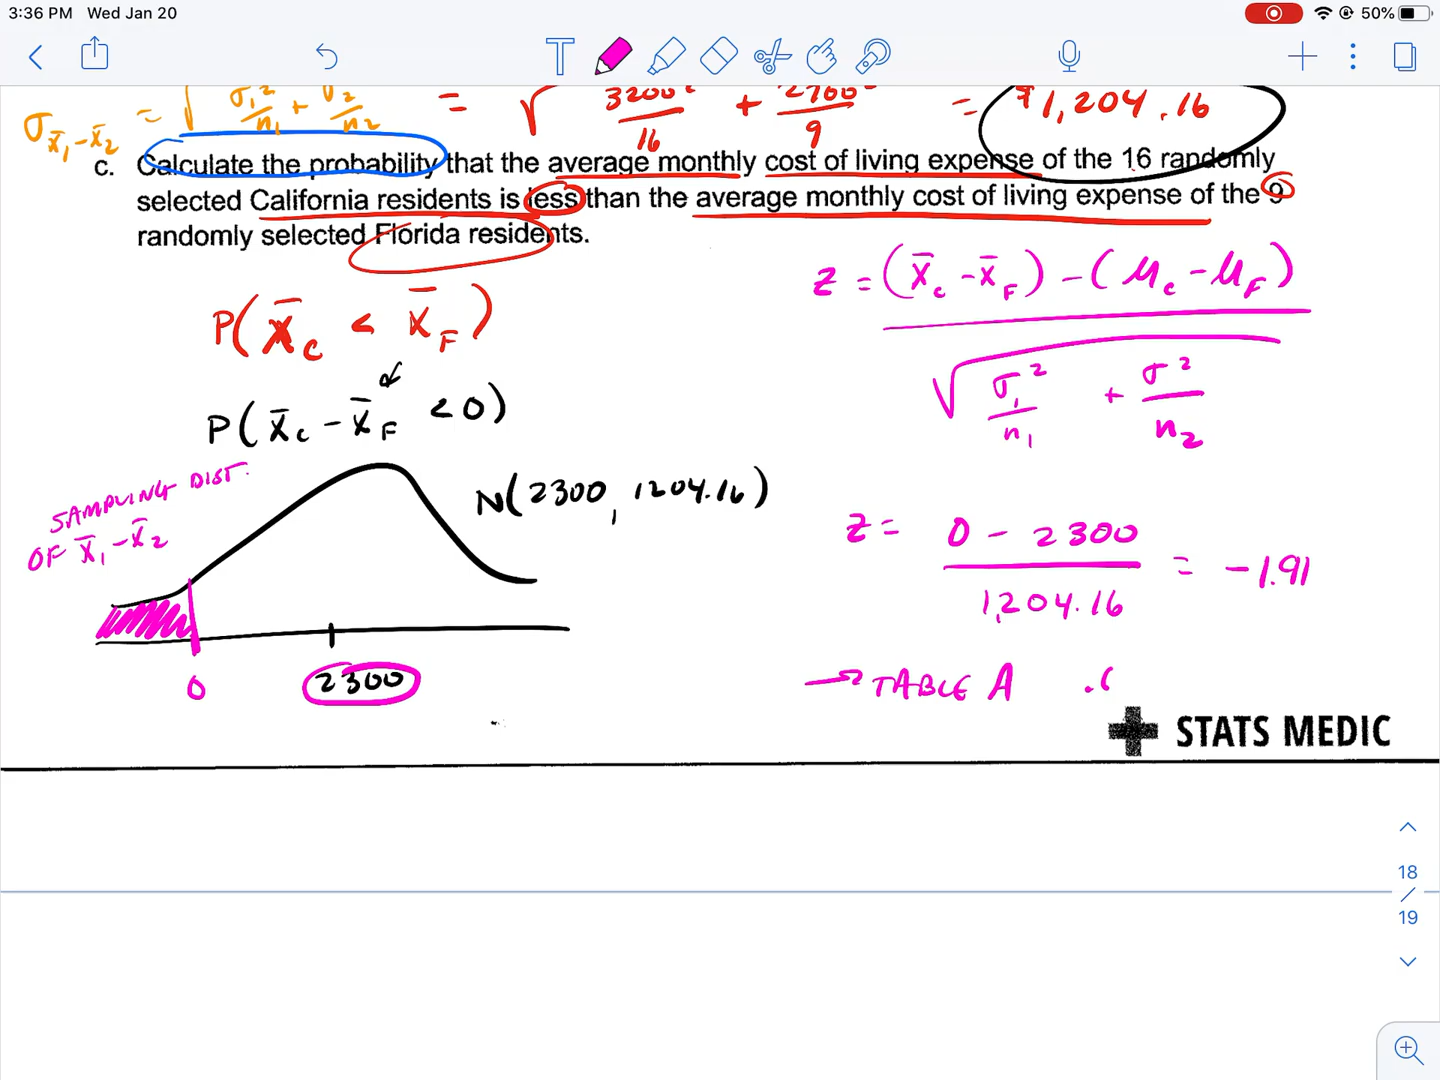 3:36 PM Wed Jan 20
50%
σx̄₁-x̄₂ = √ σ₁²/n₁ + σ2/n2 = √ 3200²/16 + 2700²/9 = $1,204.16
c. Calculate the probability that the average monthly cost of living expense of the 16 randomly
selected California residents is less than the average monthly cost of living expense of the 9
randomly selected Florida residents.
P(x̄c < x̄F)
P(x̄c - x̄F < 0)
z = (x̄c - x̄F) - (μc - μF)
√ σ₁²/n₁ + σ²/n2
SAMPLING DIST.
OF x̄₁-x̄2
N(2300, 1204.16)
z = 0 - 2300 / 1,204.16 = -1.91
0
2300
→ TABLE A
STATS MEDIC
18
/
19